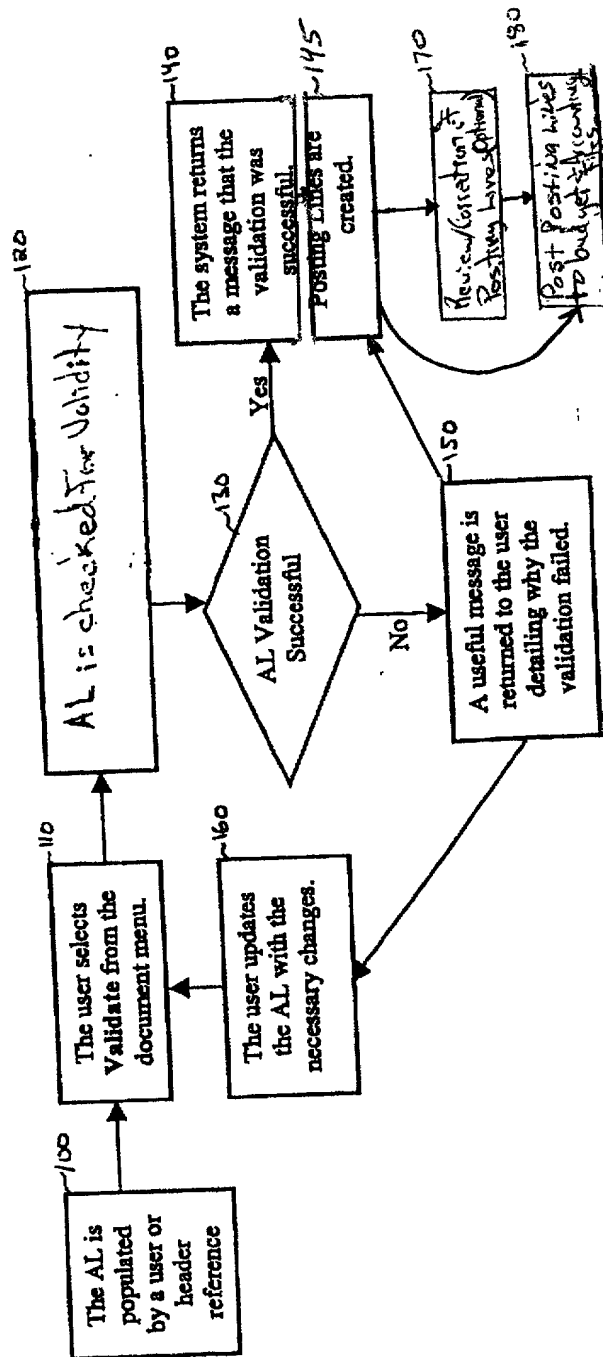 100
The AL is
populated
by a user or
header
reference
110
The user selects
Validate from the
document menu.
120
AL is checked For Validity
130
AL Validation
Successful
Yes
No
140
The system returns
a message that the
validation was
successful.
145
Posting Lines are
created.
150
A useful message is
returned to the user
detailing why the
validation failed.
160
The user updates
the AL with the
necessary changes.
170
Review/Correction of
Posting Lines (Optional)
180
Post Posting Lines
to budget & Accounting
Files